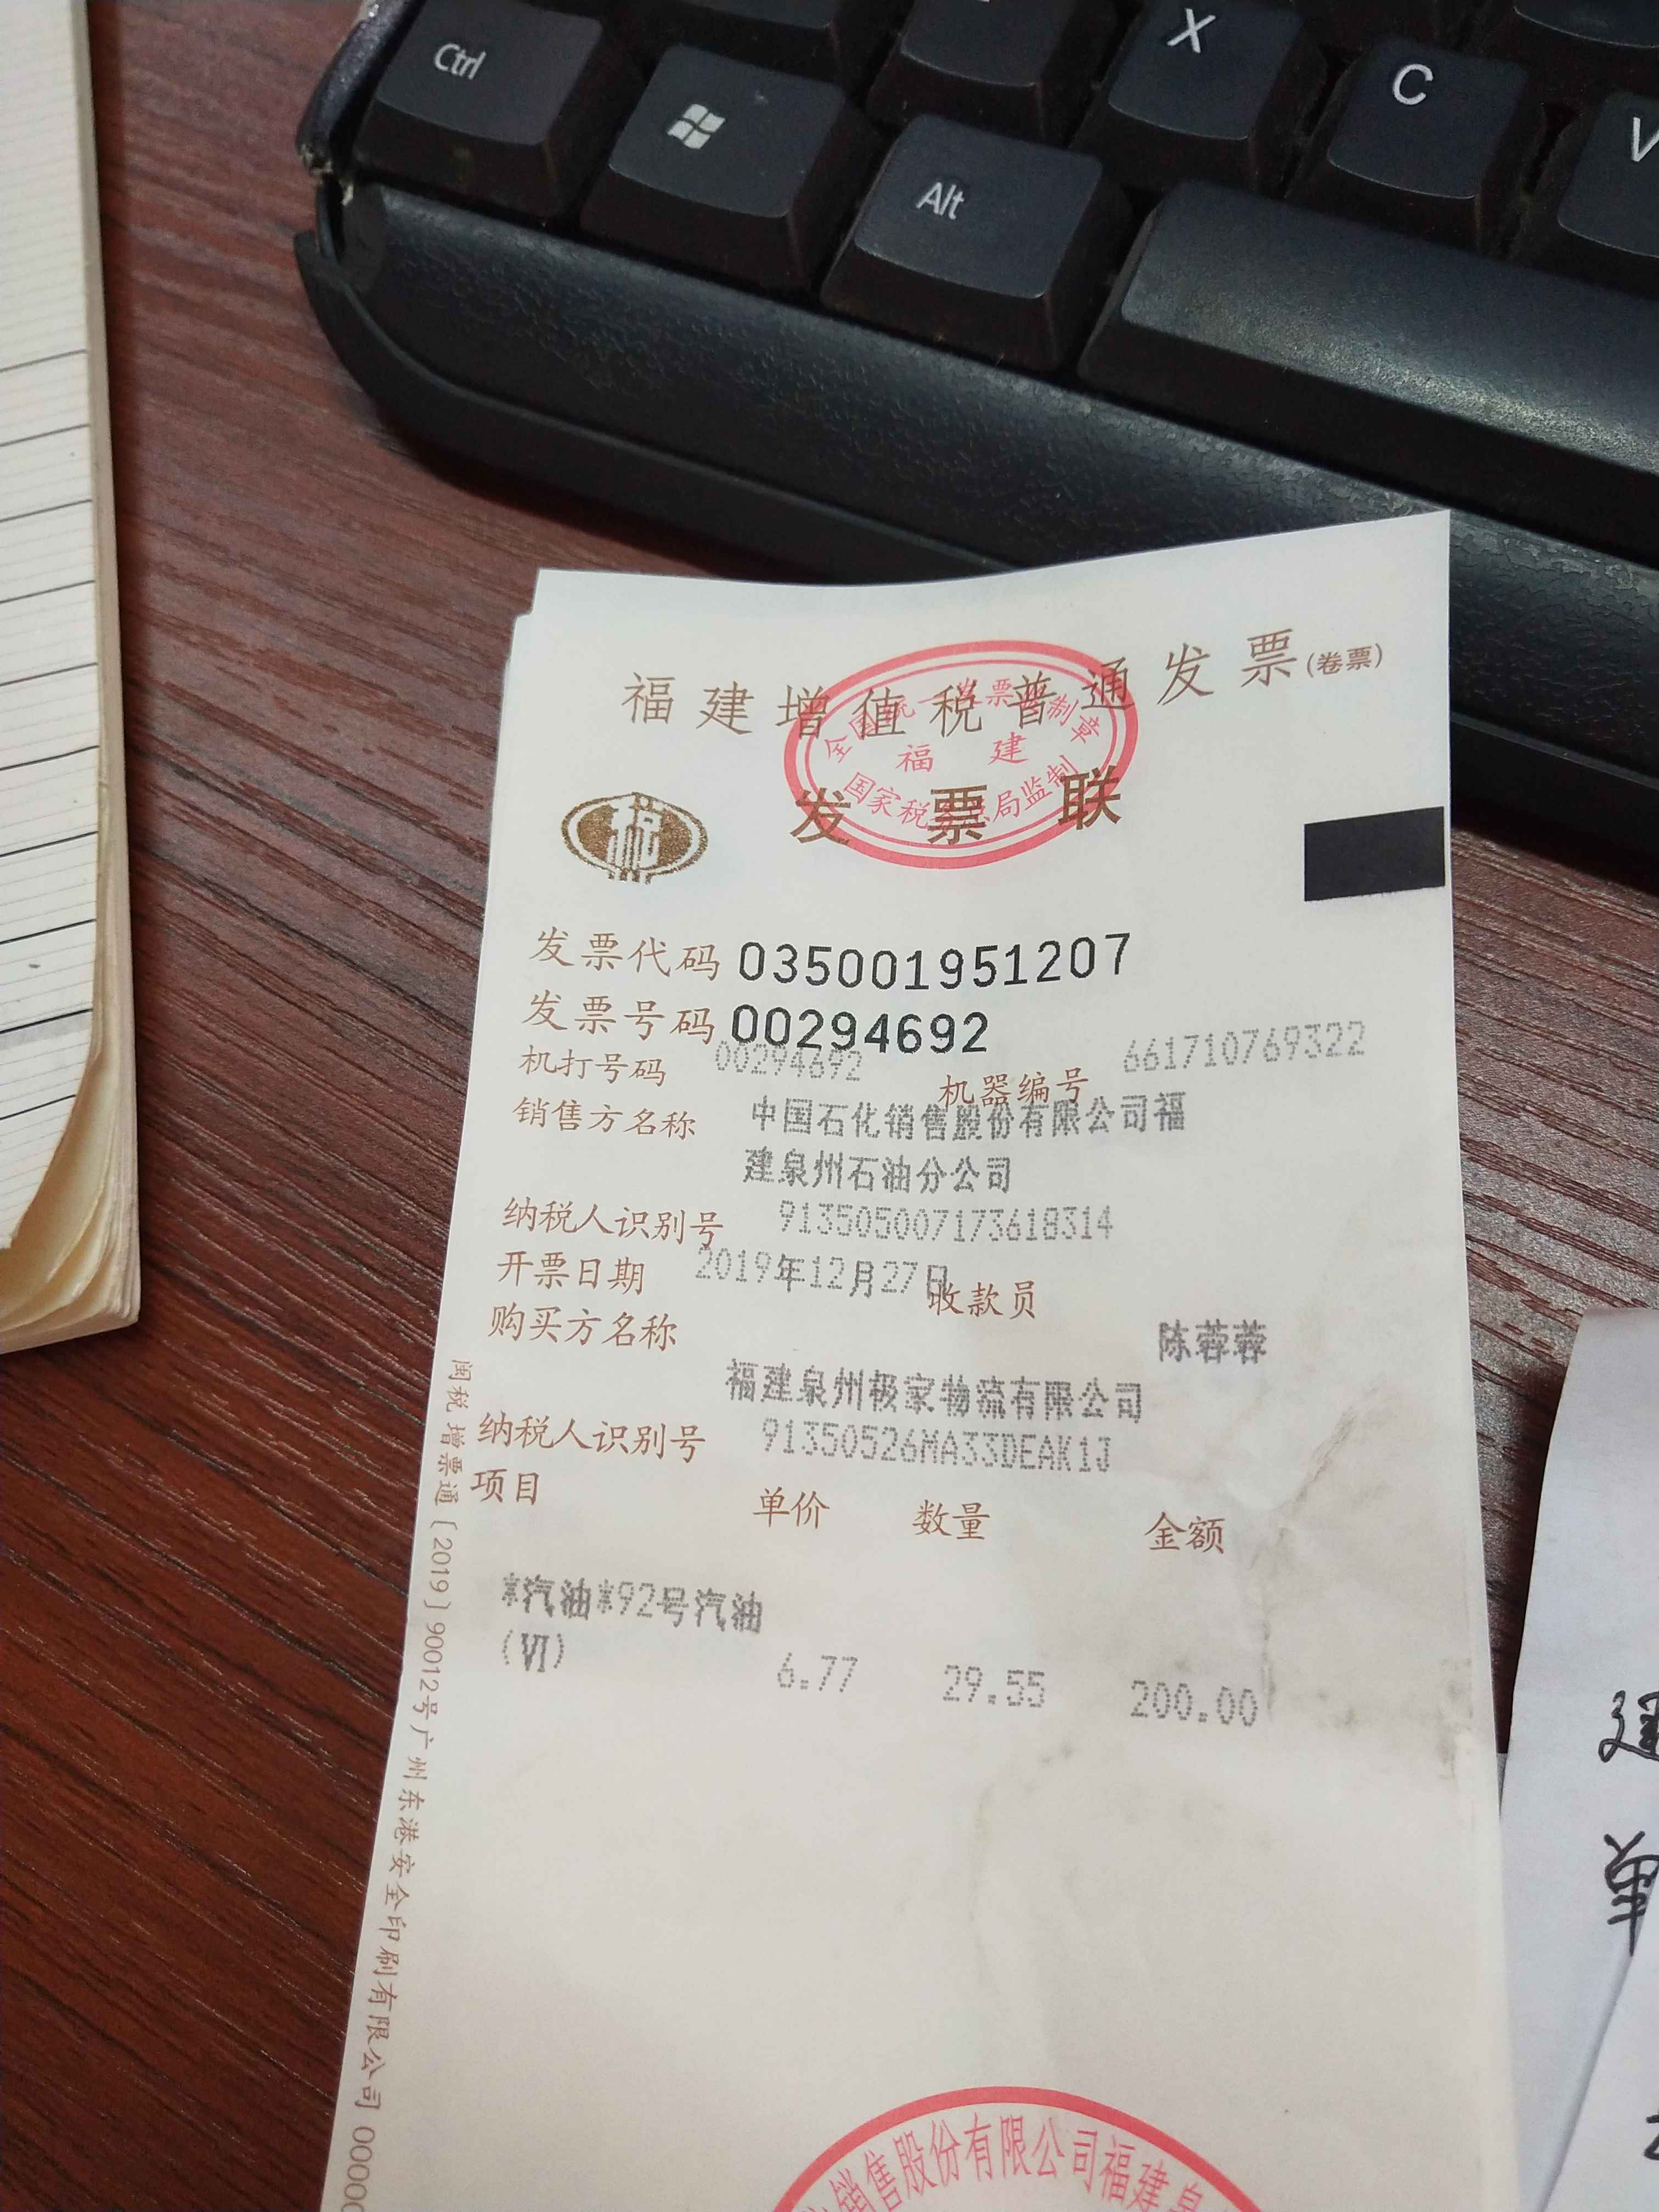 Ctrl
Alt
X
C
V
福建增值税普通发票(卷票)
全国统一发票监制章
福建
国家税务总局监制
发票联
税
发票代码 035001951207
发票号码 00294692
机打号码 00294692 机器编号 661710769322
销售方名称 中国石化销售股份有限公司福
建泉州石油分公司
纳税人识别号 913505007173618314
开票日期 2019年12月27日 收款员 陈蓉蓉
购买方名称
福建泉州极家物流有限公司
纳税人识别号 91350526MA33DEAK1J
项目 单价 数量 金额
*汽油*92号汽油
(Ⅵ)
6.77 29.55 200.00
闽税增票通〔2019〕90012号广州东港安全印刷有限公司 00000
销售股份有限公司福建泉
单